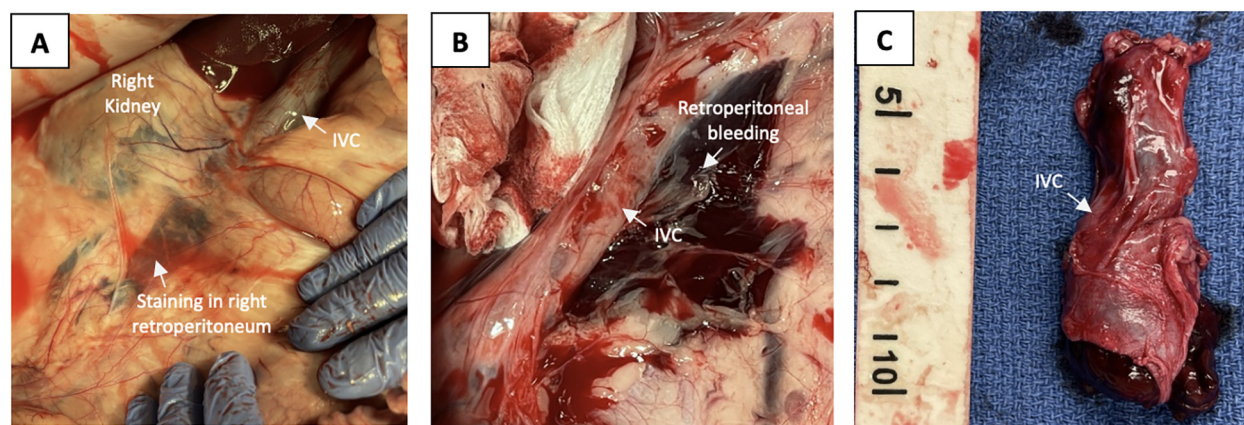 A
Right
Kidney
IVC
Staining in right
retroperitoneum
B
Retroperitoneal
bleeding
IVC
C
5
IVC
10